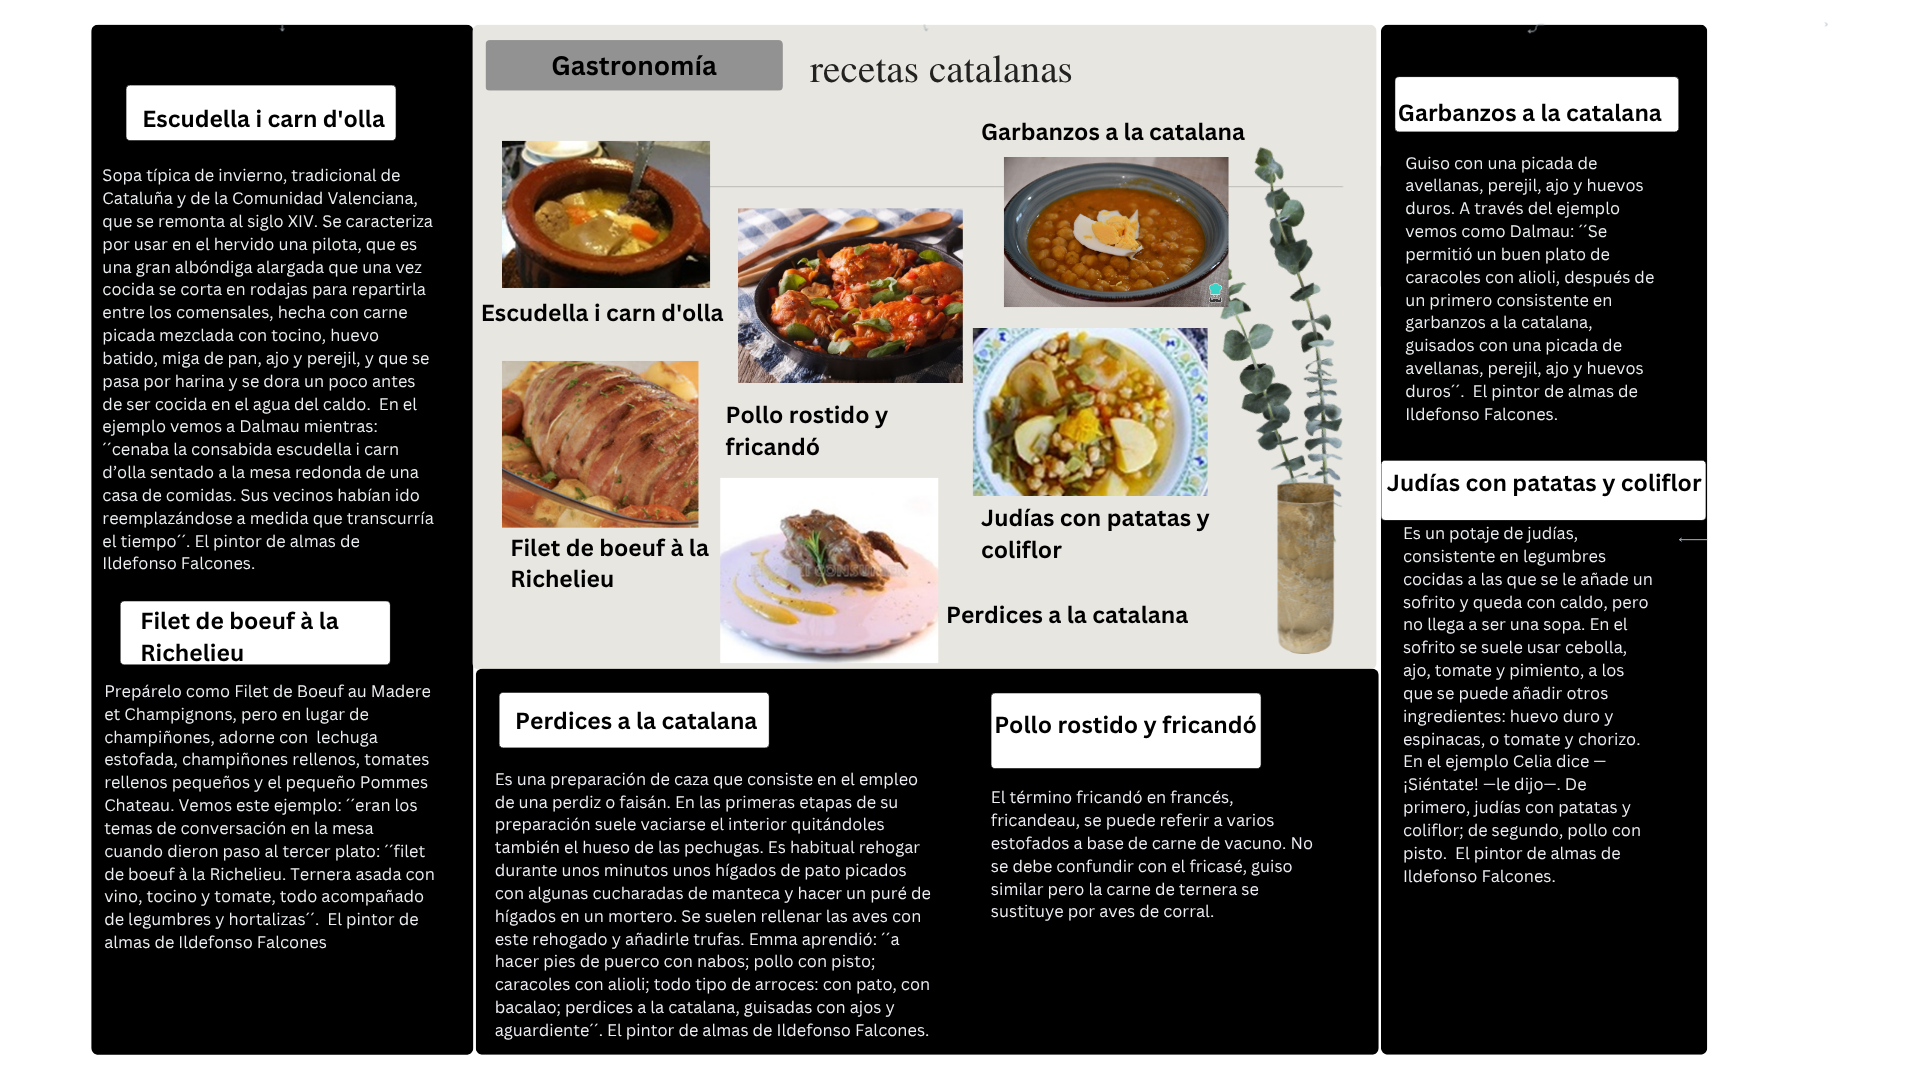 Escudella i carn d'olla
Sopa típica de invierno, tradicional de
Cataluña y de la Comunidad Valenciana,
que se remonta al siglo XIV. Se caracteriza
por usar en el hervido una pilota, que es
una gran albóndiga alargada que una vez
cocida se corta en rodajas para repartirla
entre los comensales, hecha con carne
picada mezclada con tocino, huevo
batido, miga de pan, ajo y perejil, y que se
pasa por harina y se dora un poco antes
de ser cocida en el agua del caldo.  En el
ejemplo vemos a Dalmau mientras:
´´cenaba la consabida escudella i carn
d’olla sentado a la mesa redonda de una
casa de comidas. Sus vecinos habían ido
reemplazándose a medida que transcurría
el tiempo´´. El pintor de almas de
Ildefonso Falcones.
Filet de boeuf à la
Richelieu
Prepárelo como Filet de Boeuf au Madere
et Champignons, pero en lugar de
champiñones, adorne con  lechuga
estofada, champiñones rellenos, tomates
rellenos pequeños y el pequeño Pommes
Chateau. Vemos este ejemplo: ´´eran los
temas de conversación en la mesa
cuando dieron paso al tercer plato: ´´filet
de boeuf à la Richelieu. Ternera asada con
vino, tocino y tomate, todo acompañado
de legumbres y hortalizas´´.  El pintor de
almas de Ildefonso Falcones
Gastronomía
recetas catalanas
Garbanzos a la catalana
Escudella i carn d'olla
Pollo rostido y
fricandó
Filet de boeuf à la
Richelieu
Judías con patatas y
coliflor
Perdices a la catalana
Perdices a la catalana
Es una preparación de caza que consiste en el empleo
de una perdiz o faisán. En las primeras etapas de su
preparación suele vaciarse el interior quitándoles
también el hueso de las pechugas. Es habitual rehogar
durante unos minutos unos hígados de pato picados
con algunas cucharadas de manteca y hacer un puré de
hígados en un mortero. Se suelen rellenar las aves con
este rehogado y añadirle trufas. Emma aprendió: ´´a
hacer pies de puerco con nabos; pollo con pisto;
caracoles con alioli; todo tipo de arroces: con pato, con
bacalao; perdices a la catalana, guisadas con ajos y
aguardiente´´. El pintor de almas de Ildefonso Falcones.
Pollo rostido y fricandó
El término fricandó en francés,
fricandeau, se puede referir a varios
estofados a base de carne de vacuno. No
se debe confundir con el fricasé, guiso
similar pero la carne de ternera se
sustituye por aves de corral.
Garbanzos a la catalana
Guiso con una picada de
avellanas, perejil, ajo y huevos
duros. A través del ejemplo
vemos como Dalmau: ´´Se
permitió un buen plato de
caracoles con alioli, después de
un primero consistente en
garbanzos a la catalana,
guisados con una picada de
avellanas, perejil, ajo y huevos
duros´´.  El pintor de almas de
Ildefonso Falcones.
Judías con patatas y coliflor
Es un potaje de judías,
consistente en legumbres
cocidas a las que se le añade un
sofrito y queda con caldo, pero
no llega a ser una sopa. En el
sofrito se suele usar cebolla,
ajo, tomate y pimiento, a los
que se puede añadir otros
ingredientes: huevo duro y
espinacas, o tomate y chorizo.
En el ejemplo Celia dice —
¡Siéntate! —le dijo—. De
primero, judías con patatas y
coliflor; de segundo, pollo con
pisto.  El pintor de almas de
Ildefonso Falcones.